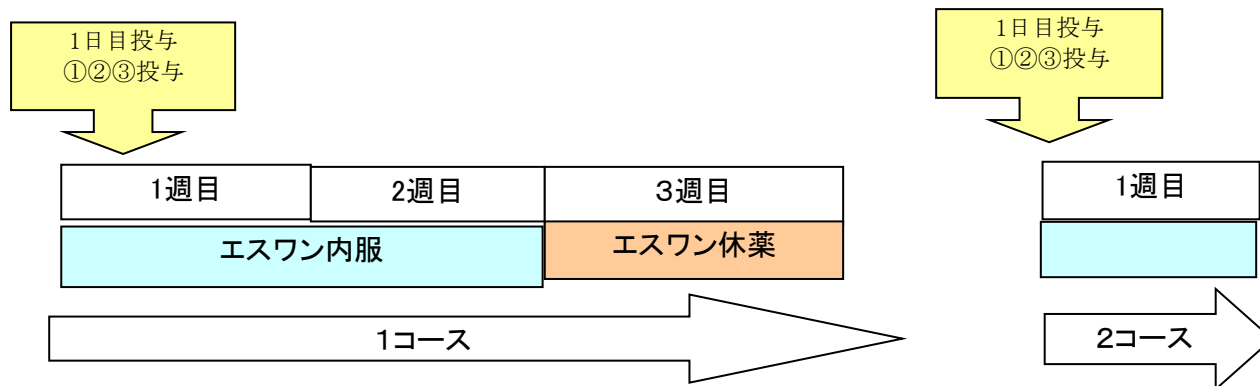 1日目投与
①②③投与
1日目投与
①②③投与
1週目
2週目
3週目
1週目
エスワン内服
エスワン休薬
1コース
2コース